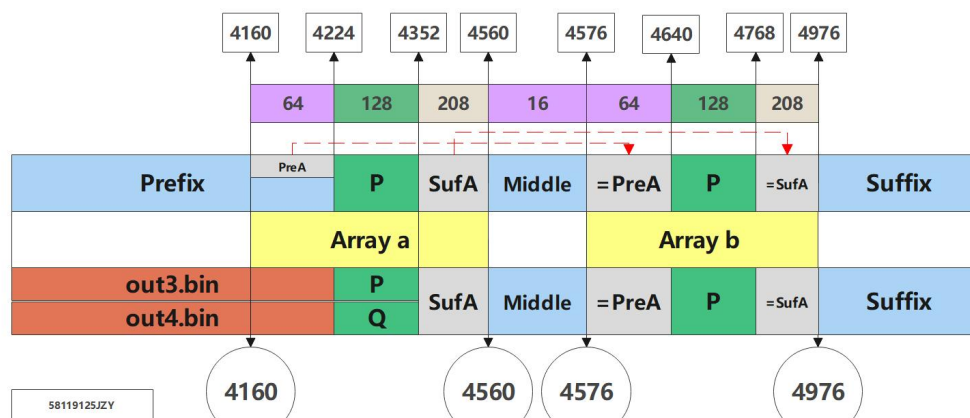 4160 4224 4352 4560 4576 4640 4768 4976
64 128 208 16 64 128 208
PreA
Prefix P SufA Middle =PreA P =SufA Suffix
Array a Array b
out3.bin P
SufA Middle =PreA P =SufA Suffix
out4.bin Q
4160 4560 4576 4976
58119125JZY